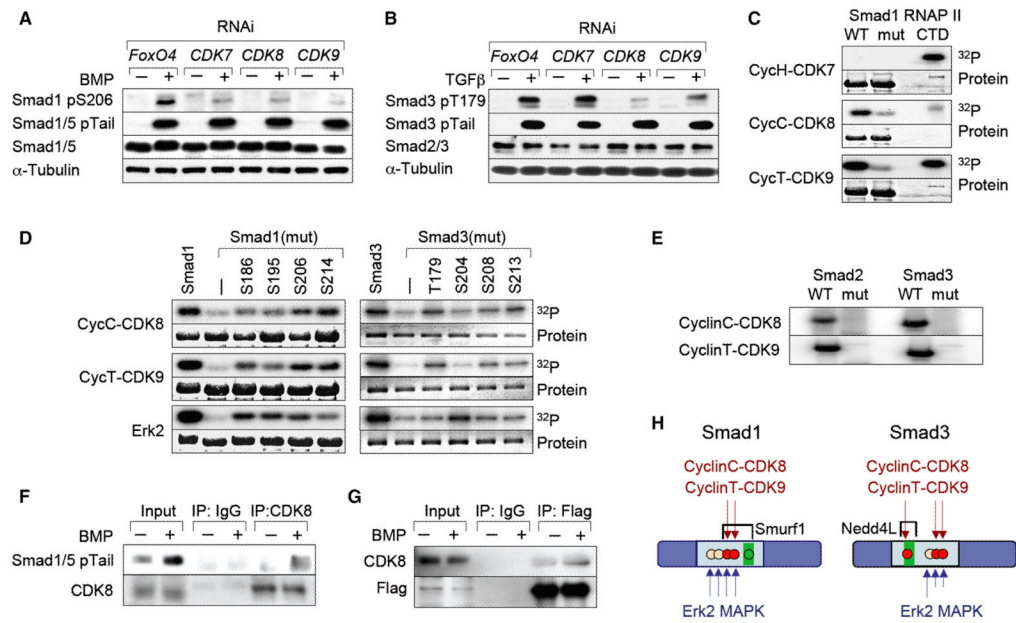 A
RNAi
FoxO4 CDK7 CDK8 CDK9
BMP – + – + – + – +
Smad1 pS206
Smad1/5 pTail
Smad1/5
α-Tubulin
B
RNAi
FoxO4 CDK7 CDK8 CDK9
TGFβ – + – + – + – +
Smad3 pT179
Smad3 pTail
Smad2/3
α-Tubulin
C
Smad1 RNAP II
WT mut CTD
CycH-CDK7 32P
Protein
CycC-CDK8 32P
Protein
CycT-CDK9 32P
Protein
D
Smad1(mut)
Smad1 – S186 S195 S206 S214
Smad3(mut)
Smad3 – T179 S204 S208 S213
CycC-CDK8 32P
Protein
CycT-CDK9 32P
Protein
Erk2 32P
Protein
E
Smad2 Smad3
WT mut WT mut
CyclinC-CDK8
CyclinT-CDK9
F
Input IP: IgG IP:CDK8
BMP – + – + – +
Smad1/5 pTail
CDK8
G
Input IP: IgG IP: Flag
BMP – + – + – +
CDK8
Flag
H
Smad1 Smad3
CyclinC-CDK8 CyclinC-CDK8
CyclinT-CDK9 CyclinT-CDK9
Smurf1 Nedd4L
Erk2 MAPK Erk2 MAPK